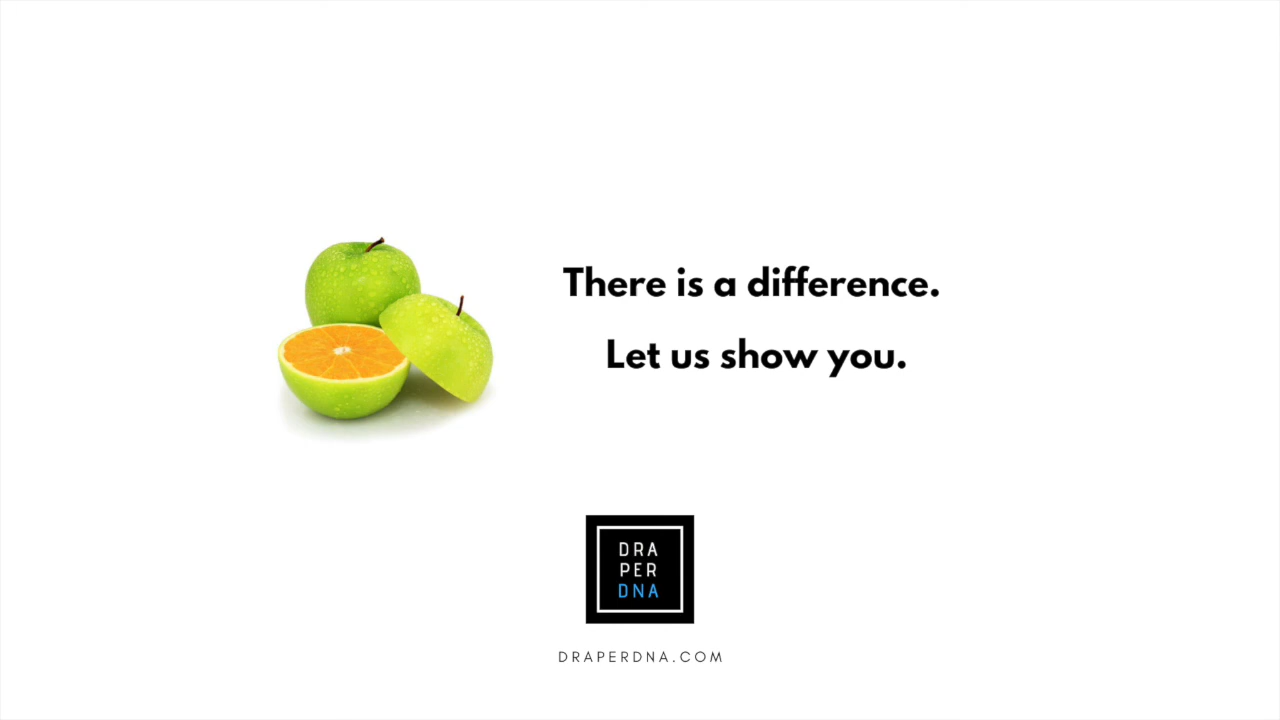 There is a difference.
Let us show you.
DRA
PER
DNA
DRAPERDNA.COM